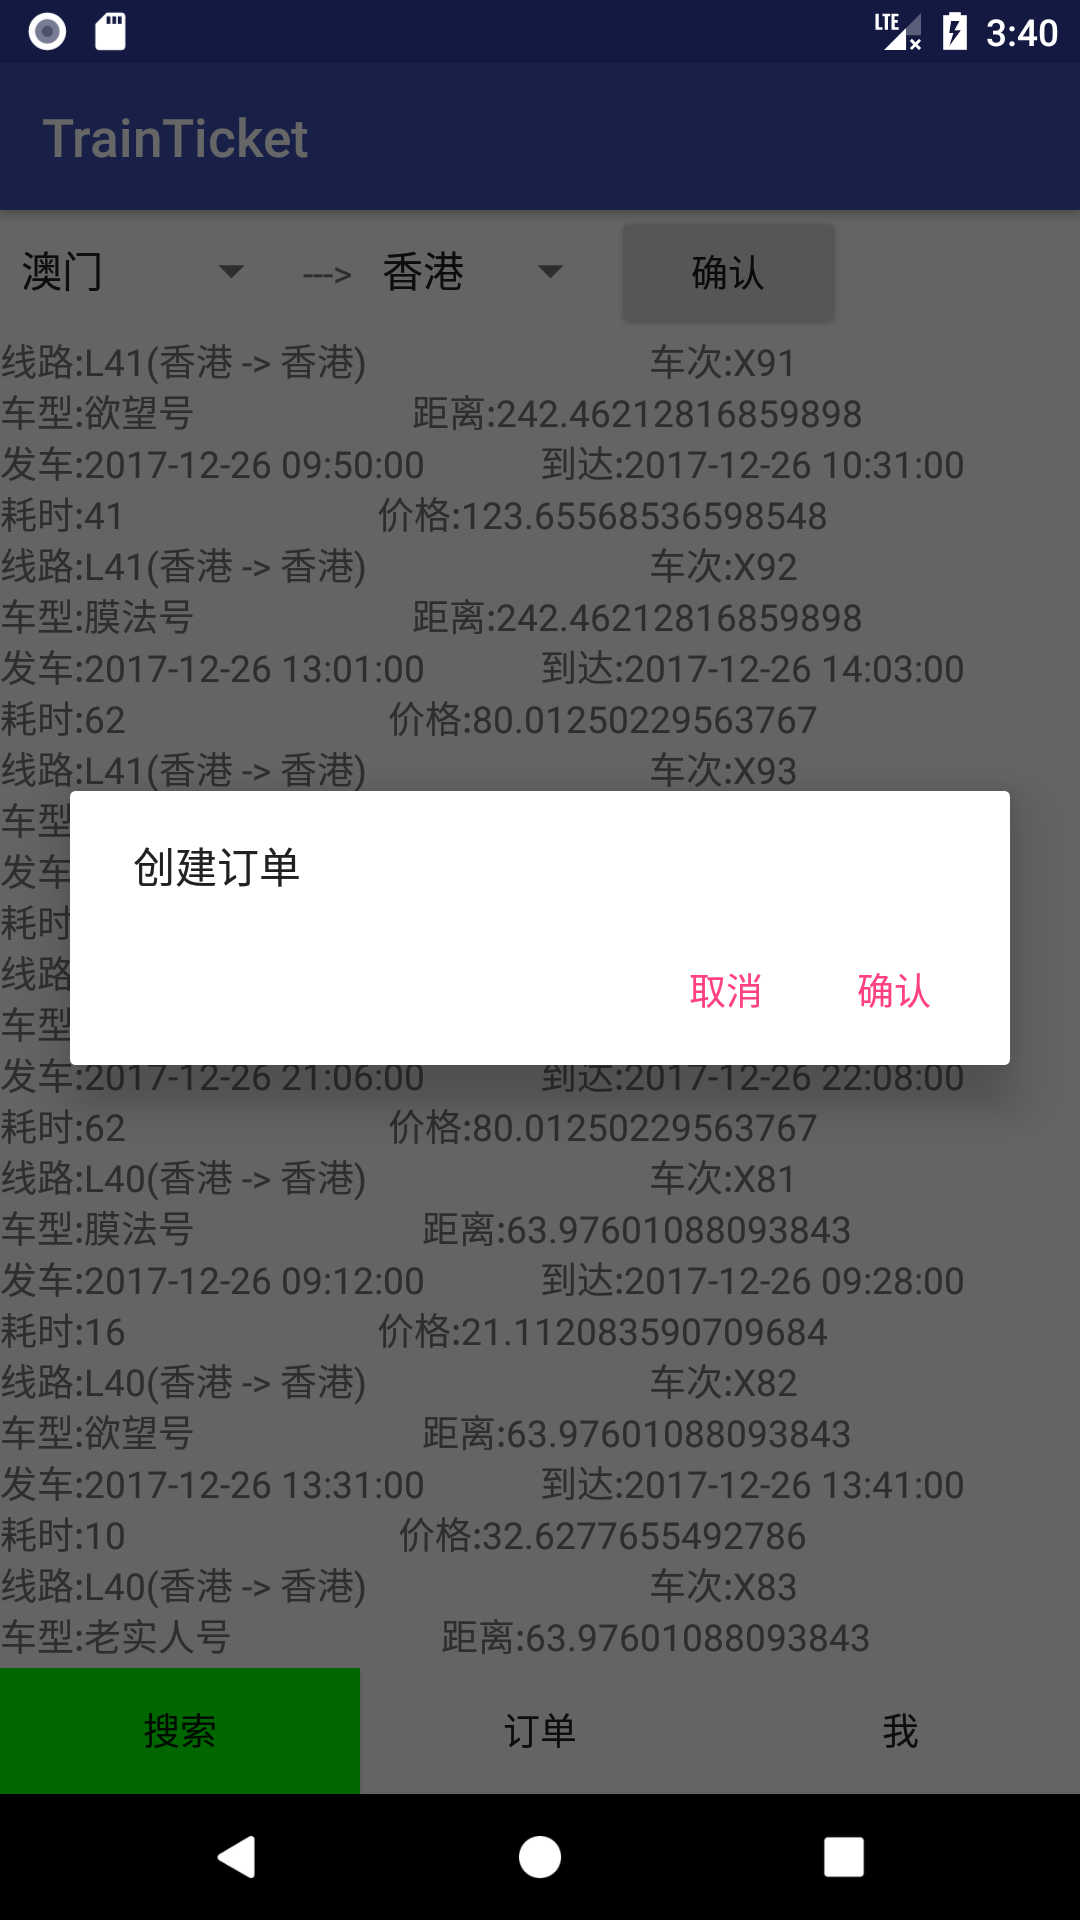 LTE 3:40
TrainTicket
澳门 ---> 香港 确认
线路:L41(香港 -> 香港) 车次:X91
车型:欲望号 距离:242.46212816859898
发车:2017-12-26 09:50:00 到达:2017-12-26 10:31:00
耗时:41 价格:123.65568536598548
线路:L41(香港 -> 香港) 车次:X92
车型:膜法号 距离:242.46212816859898
发车:2017-12-26 13:01:00 到达:2017-12-26 14:03:00
耗时:62 价格:80.01250229563767
线路:L41(香港 -> 香港) 车次:X93
车型
发车
耗时
线路
车型
创建订单
取消 确认
发车:2017-12-26 21:06:00 到达:2017-12-26 22:08:00
耗时:62 价格:80.01250229563767
线路:L40(香港 -> 香港) 车次:X81
车型:膜法号 距离:63.97601088093843
发车:2017-12-26 09:12:00 到达:2017-12-26 09:28:00
耗时:16 价格:21.112083590709684
线路:L40(香港 -> 香港) 车次:X82
车型:欲望号 距离:63.97601088093843
发车:2017-12-26 13:31:00 到达:2017-12-26 13:41:00
耗时:10 价格:32.6277655492786
线路:L40(香港 -> 香港) 车次:X83
车型:老实人号 距离:63.97601088093843
搜索 订单 我